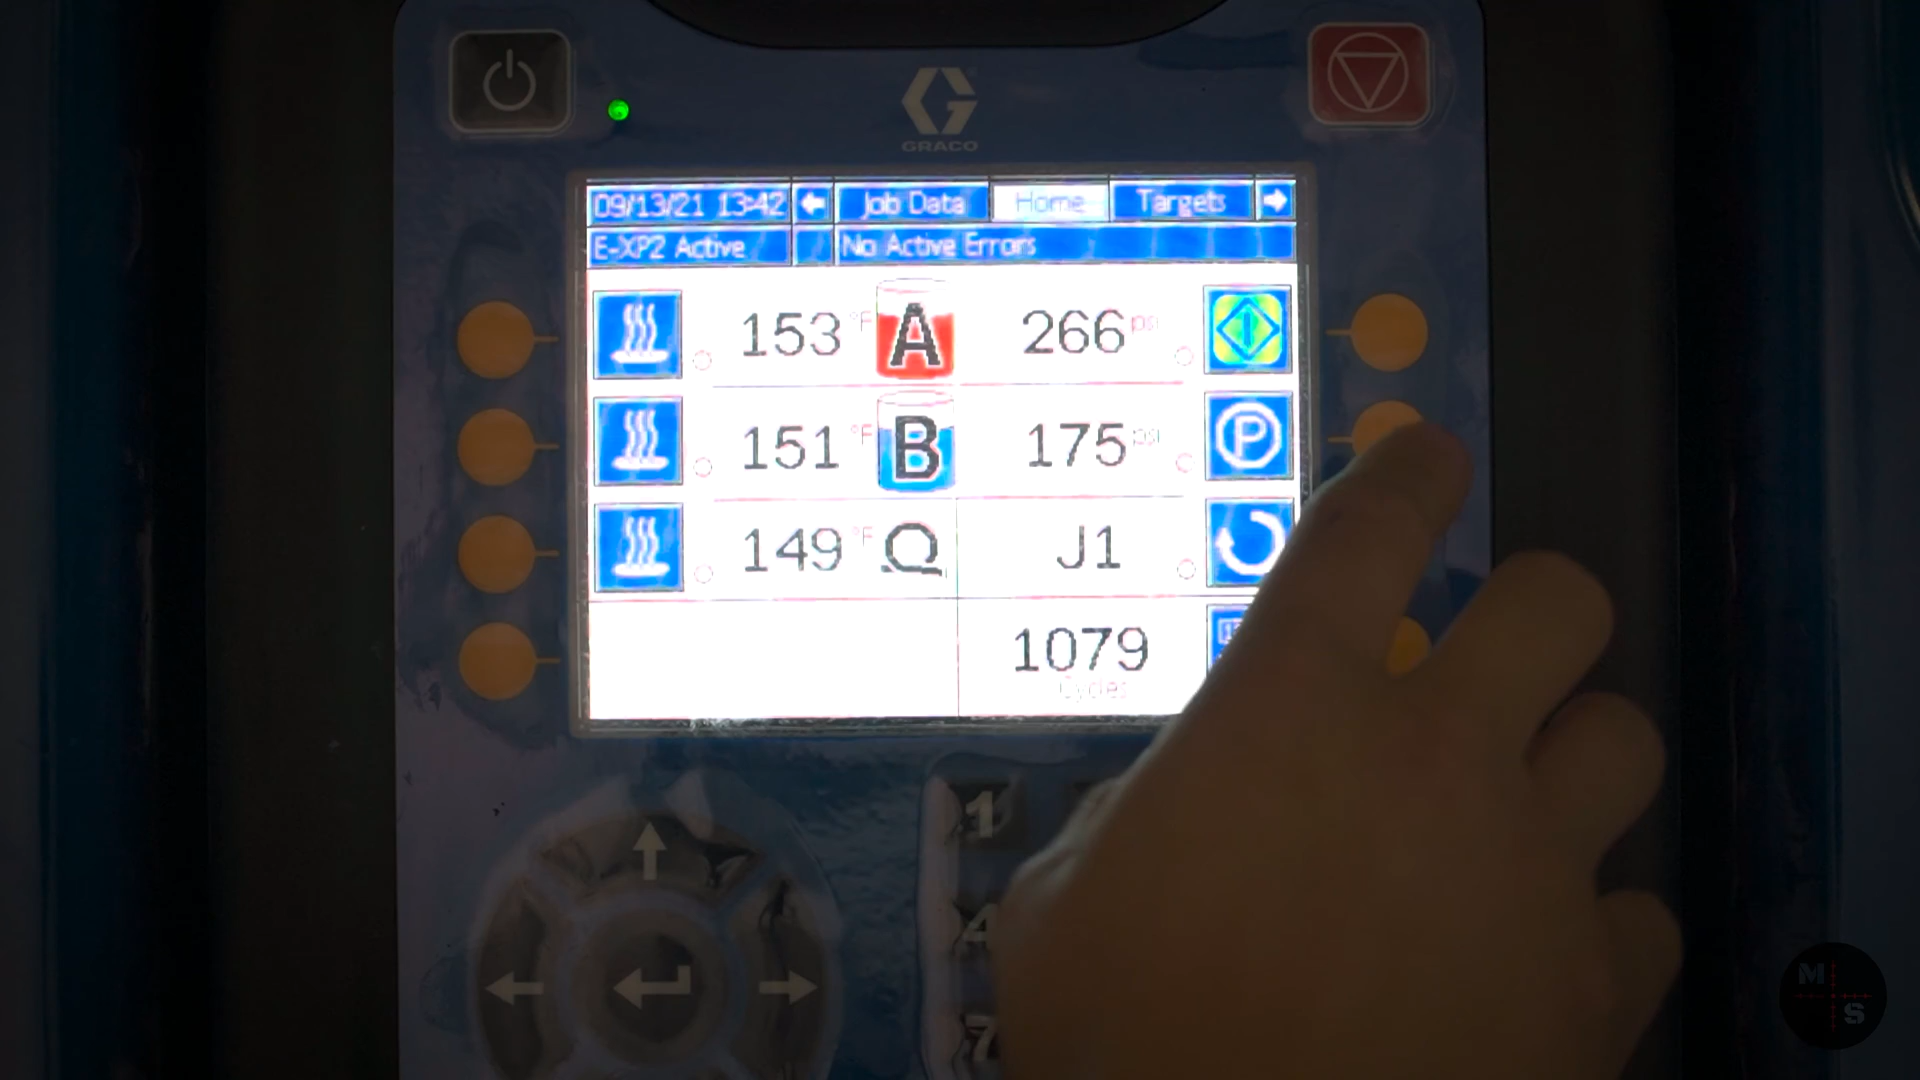 GRACO
09/13/21 13:42 Job Data Home Targets
E-XP2 Active No Active Errors
153 °F A 266 psi
151 °F B 175 psi P
149 °F J1
1079
Cycles
1
4
7
M
S